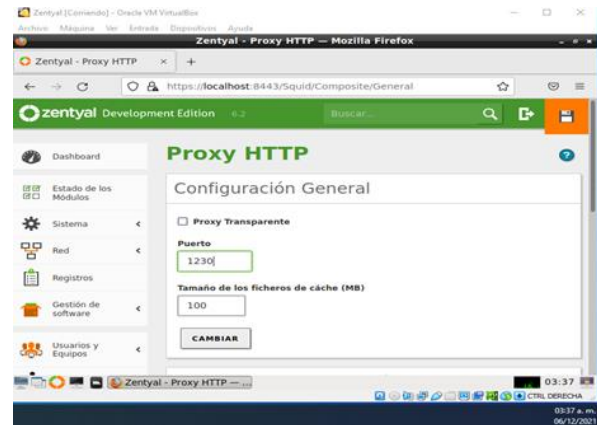 Zentyal [Corriendo] - Oracle VM VirtualBox
Archivo Máquina Ver Entrada Dispositivos Ayuda
Zentyal - Proxy HTTP — Mozilla Firefox
Zentyal - Proxy HTTP × +
https://localhost:8443/Squid/Composite/General
zentyal Development Edition 6.2 Buscar...
Dashboard
Proxy HTTP
Estado de los
Módulos
Configuración General
Sistema
Proxy Transparente
Red
Puerto
1230
Registros
Tamaño de los ficheros de cáche (MB)
Gestión de
software
100
Usuarios y
Equipos
CAMBIAR
Zentyal - Proxy HTTP — ...
03:37
CTRL DERECHA
03:37 a. m.
06/12/2021